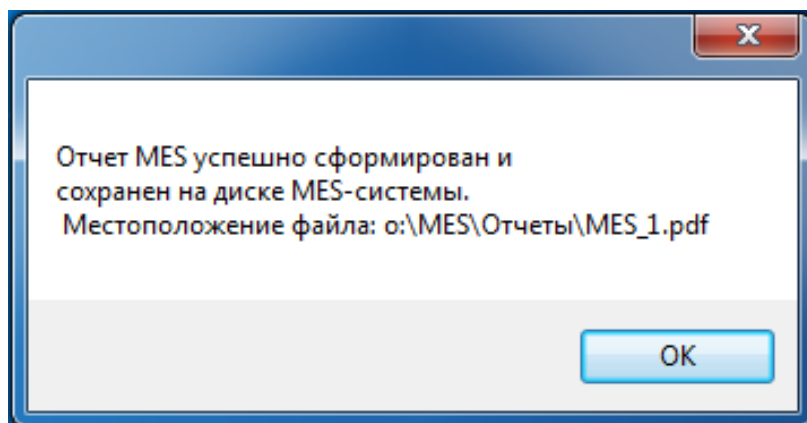 Отчет MES успешно сформирован и
сохранен на диске MES-системы.
Местоположение файла: o:\MES\Отчеты\MES_1.pdf
OK